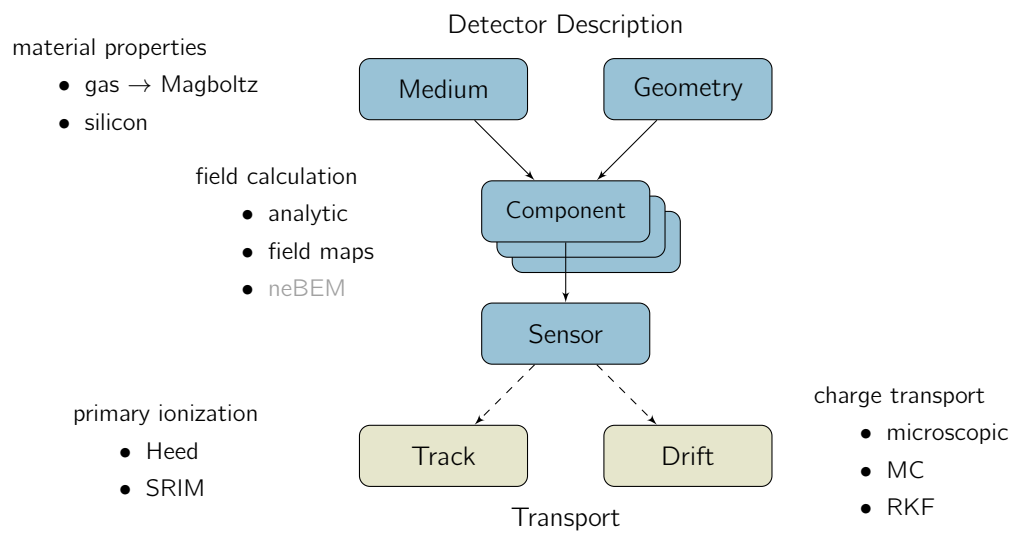 Detector Description
material properties
• gas → Magboltz
• silicon
Medium
Geometry
field calculation
• analytic
• field maps
• neBEM
Component
Sensor
primary ionization
• Heed
• SRIM
Track
Drift
charge transport
• microscopic
• MC
• RKF
Transport